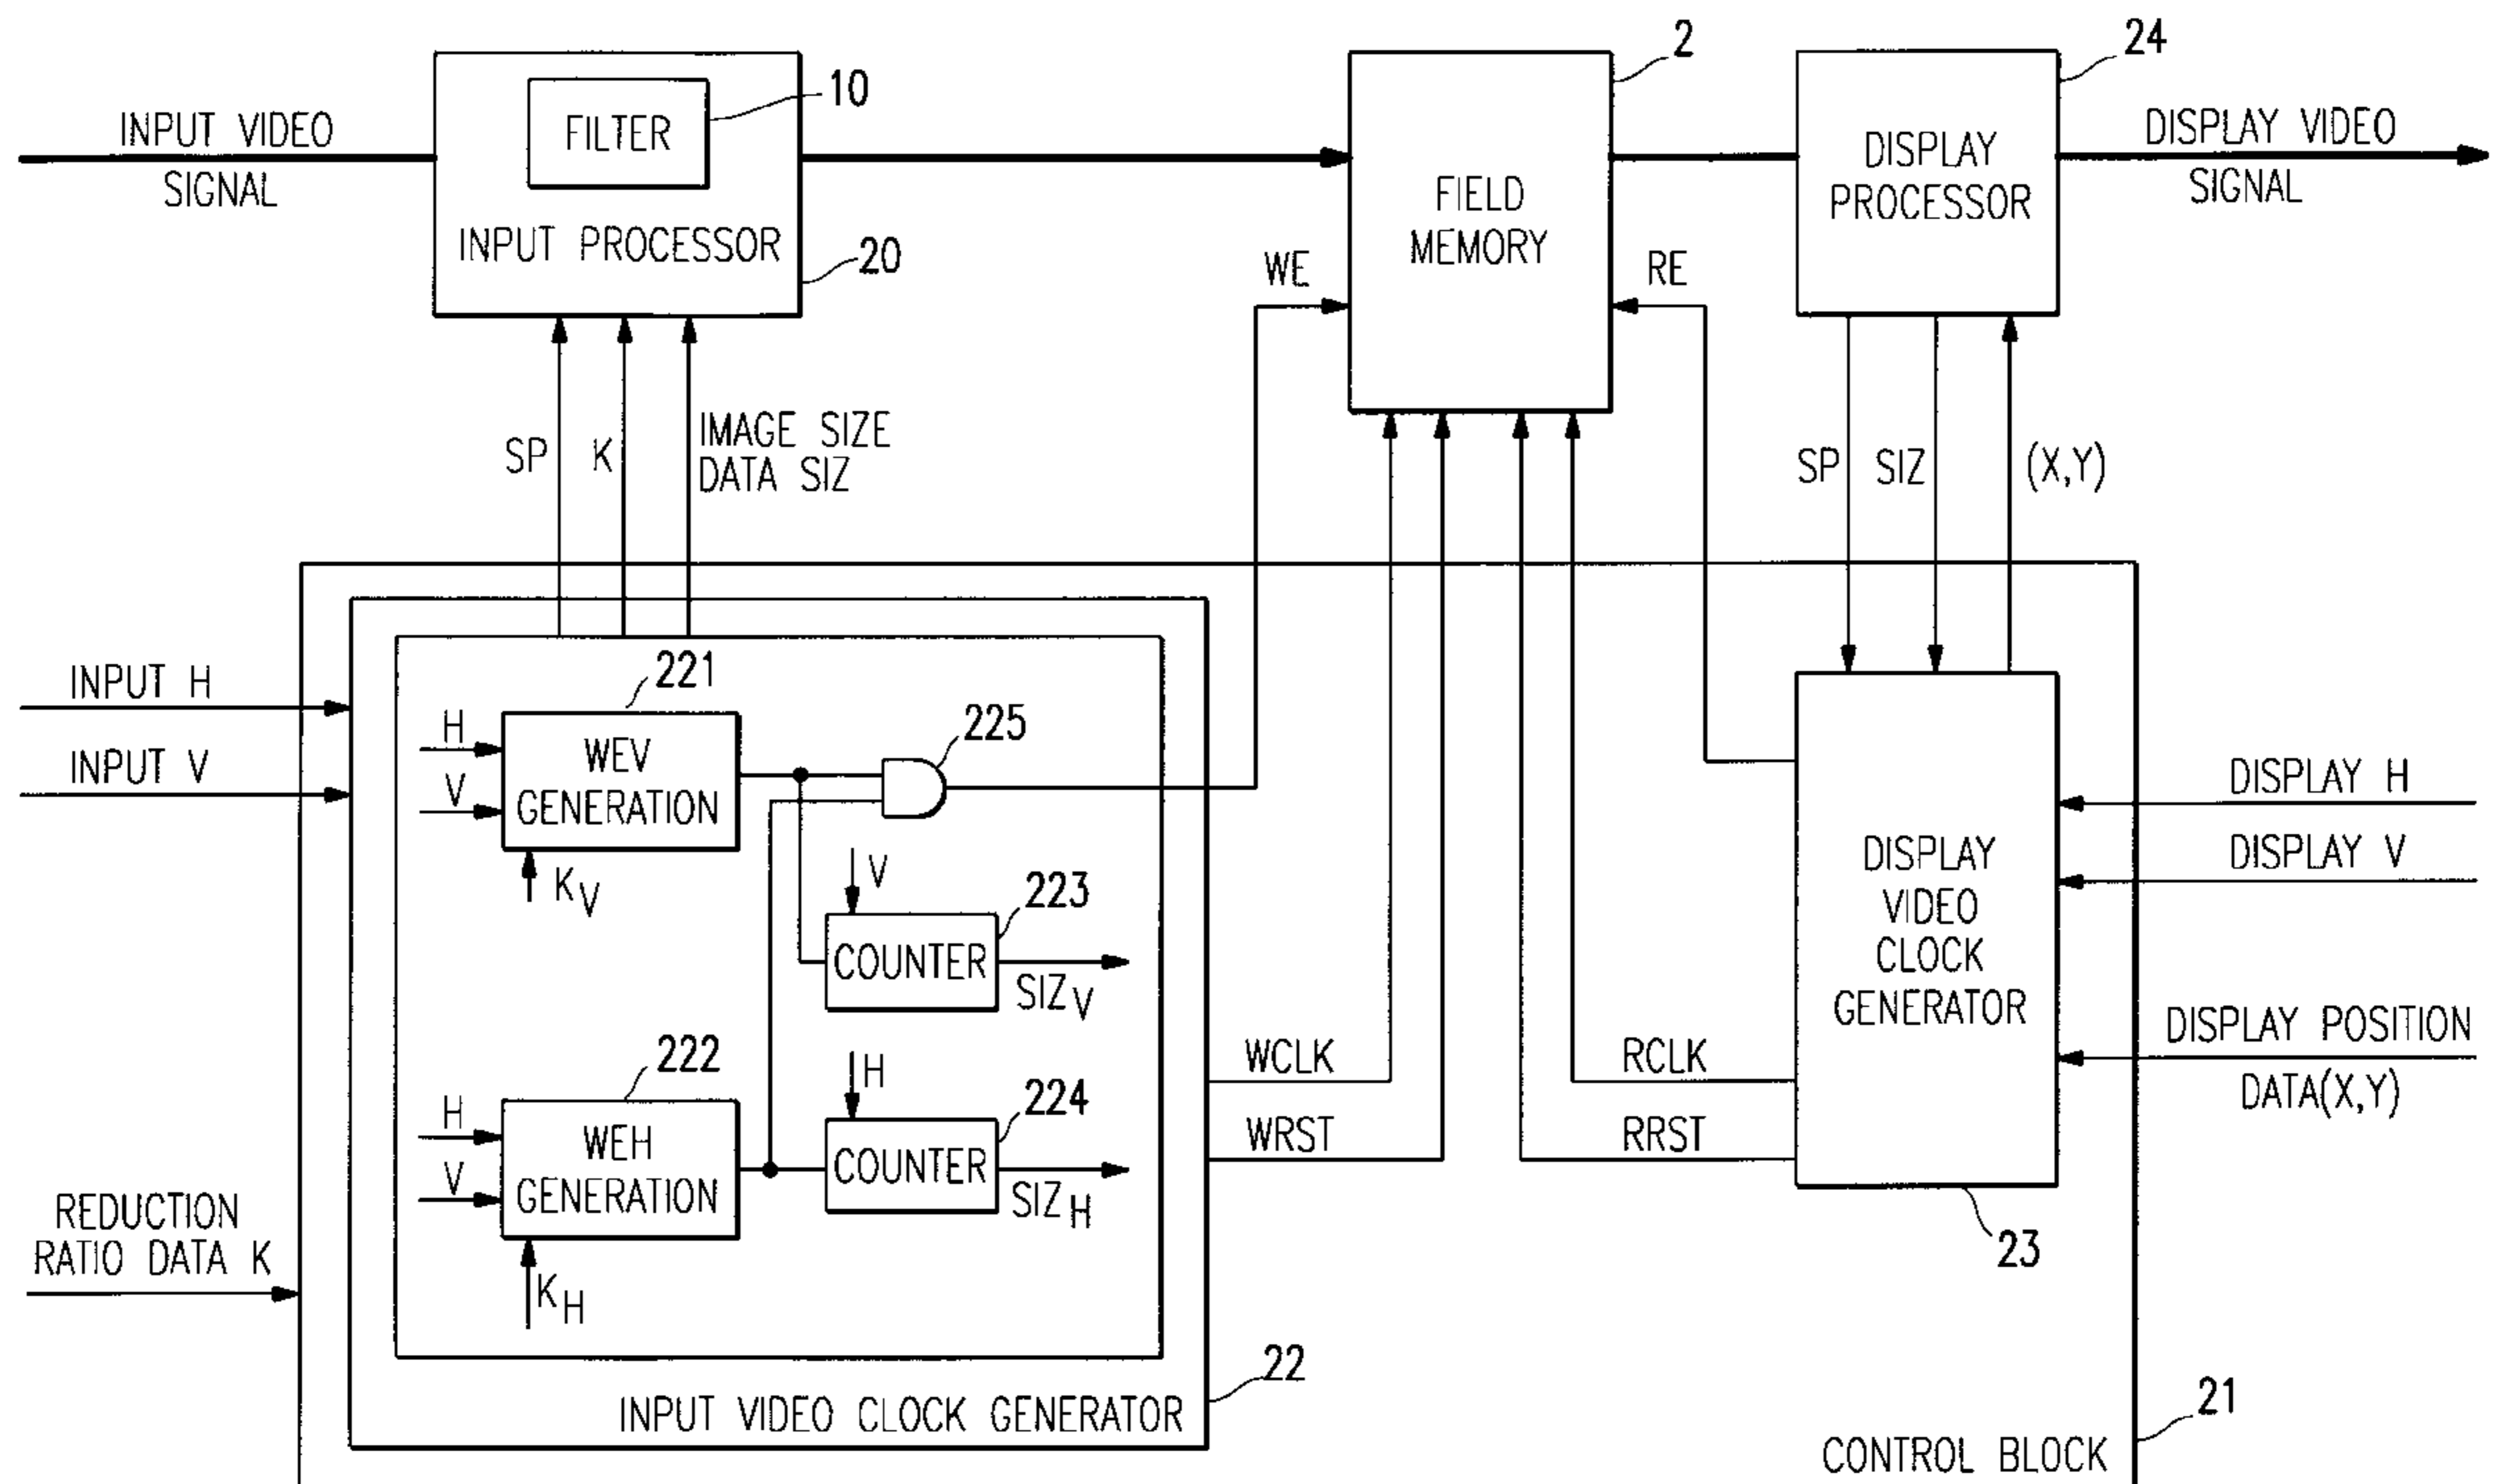 2
24
10
INPUT VIDEO
SIGNAL
FILTER
INPUT PROCESSOR
20
FIELD
MEMORY
DISPLAY
PROCESSOR
DISPLAY VIDEO
SIGNAL
WE
RE
SP
K
IMAGE SIZE
DATA SIZ
SP
SIZ
(X,Y)
INPUT H
INPUT V
221
H
V
WEV
GENERATION
KV
225
V
223
COUNTER
SIZV
222
H
V
WEH
GENERATION
KH
H
224
COUNTER
SIZH
WCLK
WRST
RCLK
RRST
DISPLAY
VIDEO
CLOCK
GENERATOR
23
DISPLAY H
DISPLAY V
DISPLAY POSITION
DATA(X,Y)
REDUCTION
RATIO DATA K
INPUT VIDEO CLOCK GENERATOR
22
21
CONTROL BLOCK